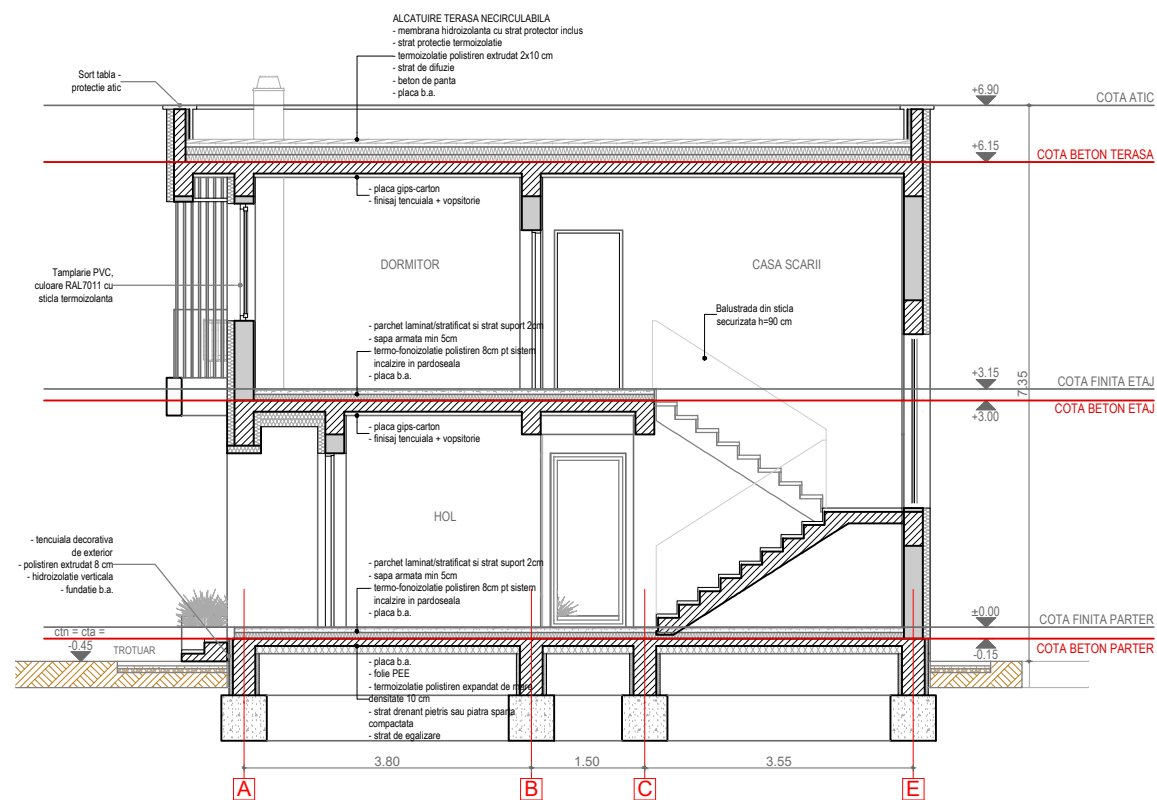 ALCATUIRE TERASA NECIRCULABILA
- membrana hidroizolanta cu strat protector inclus
- strat protectie termoizolatie
- termoizolatie polistiren extrudat 2x10 cm
- strat de difuzie
- beton de panta
- placa b.a.
Sort tabla -
protectie atic
+6.90
COTA ATIC
+6.15
COTA BETON TERASA
- placa gips-carton
- finisaj tencuiala + vopsitorie
DORMITOR
CASA SCARII
Tamplarie PVC,
culoare RAL7011 cu
sticla termoizolanta
Balustrada din sticla
securizata h=90 cm
- parchet laminat/stratificat si strat suport 2cm
- sapa armata min 5cm
- termo-fonoizolatie polistiren 8cm pt sistem
incalzire in pardoseala
- placa b.a.
+3.15
COTA FINITA ETAJ
7.35
COTA BETON ETAJ
+3.00
- placa gips-carton
- finisaj tencuiala + vopsitorie
HOL
- tencuiala decorativa
de exterior
- polistiren extrudat 8 cm
- hidroizolatie verticala
- fundatie b.a.
- parchet laminat/stratificat si strat suport 2cm
- sapa armata min 5cm
- termo-fonoizolatie polistiren 8cm pt sistem
incalzire in pardoseala
- placa b.a.
±0.00
COTA FINITA PARTER
ctn = cta =
-0.45
TROTUAR
COTA BETON PARTER
-0.15
- placa b.a.
- folie PEE
- termoizolatie polistiren expandat de mare
densitate 10 cm
- strat drenant pietris sau piatra sparta
compactata
- strat de egalizare
3.80
1.50
3.55
A
B
C
E